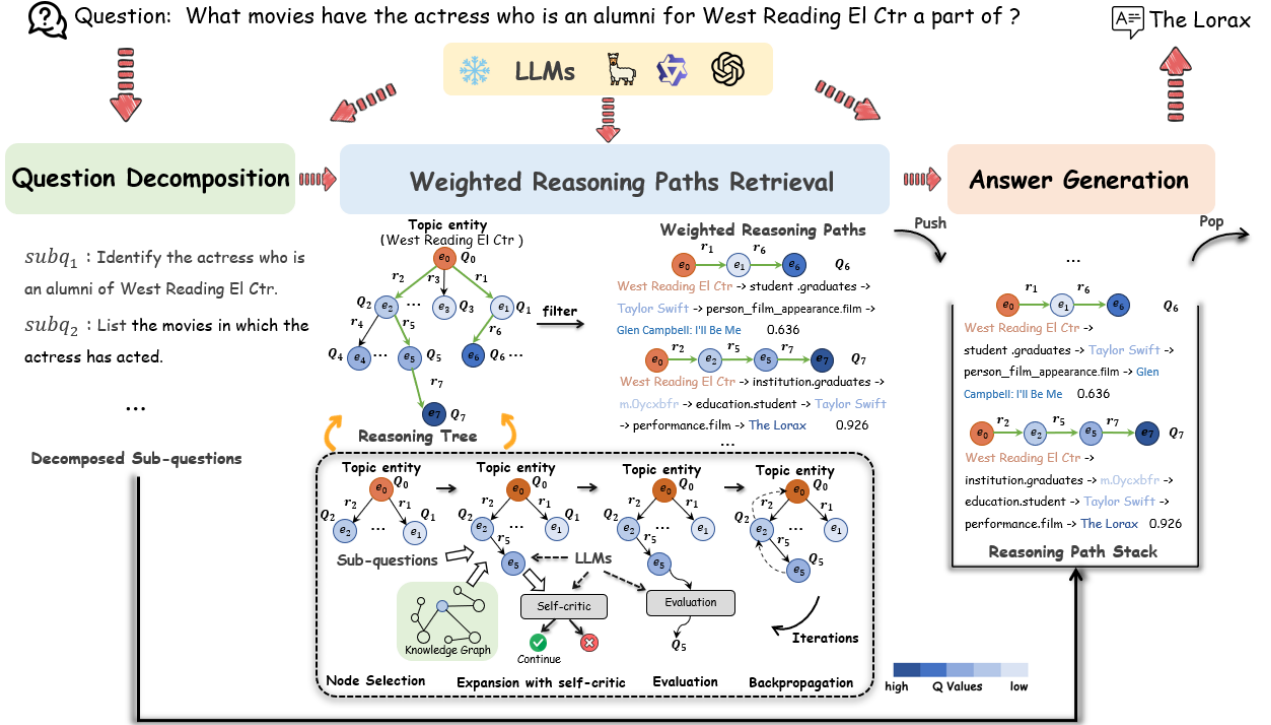 Question: What movies have the actress who is an alumni for West Reading El Ctr a part of ?
The Lorax
LLMs
Question Decomposition
Weighted Reasoning Paths Retrieval
Answer Generation
subq1 : Identify the actress who is
an alumni of West Reading El Ctr.
subq2 : List the movies in which the
actress has acted.
...
Decomposed Sub-questions
Topic entity
(West Reading El Ctr )
e0 Q0
r2 r3 r1
Q2 e2 ... e3 Q3 e1 Q1
r4 r5 r6
Q4 e4 ... e5 Q5 e6 Q6 ...
r7
e7 Q7
Reasoning Tree
filter
Weighted Reasoning Paths
r1 r6
e0 e1 e6 Q6
West Reading El Ctr -> student .graduates ->
Taylor Swift -> person_film_appearance.film ->
Glen Campbell: I'll Be Me 0.636
r2 r5 r7
e0 e2 e5 e7 Q7
West Reading El Ctr -> institution.graduates ->
m.0ycxbfr -> education.student -> Taylor Swift
-> performance.film -> The Lorax 0.926
...
Push
Pop
...
r1 r6
e0 e1 e6 Q6
West Reading El Ctr ->
student .graduates -> Taylor Swift ->
person_film_appearance.film -> Glen
Campbell: I'll Be Me 0.636
r2 r5 r7
e0 e2 e5 e7 Q7
West Reading El Ctr ->
institution.graduates -> m.0ycxbfr ->
education.student -> Taylor Swift ->
performance.film -> The Lorax 0.926
Reasoning Path Stack
Topic entity
e0 Q0
r2 r1
Q2 e2 ... e1 Q1
Sub-questions
Knowledge Graph
Node Selection
Topic entity
e0 Q0
r2 r1
Q2 e2 ... e1 Q1
r5
e5
LLMs
Self-critic
Continue
Expansion with self-critic
Topic entity
e0 Q0
r2 r1
Q2 e2 ... e1 Q1
r5
e5
Evaluation
Q5
Evaluation
Topic entity
e0 Q0
r2 r1
Q2 e2 ... e1 Q1
r5
Q5
e5
Iterations
Backpropagation
high Q Values low